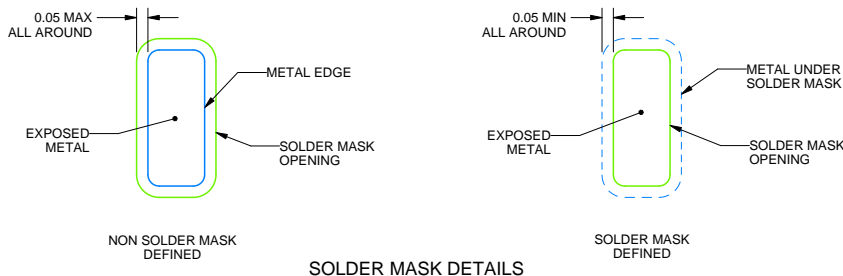 0.05 MAX
ALL AROUND
METAL EDGE
EXPOSED
METAL
SOLDER MASK
OPENING
NON SOLDER MASK
DEFINED
0.05 MIN
ALL AROUND
METAL UNDER
SOLDER MASK
EXPOSED
METAL
SOLDER MASK
OPENING
SOLDER MASK
DEFINED
SOLDER MASK DETAILS